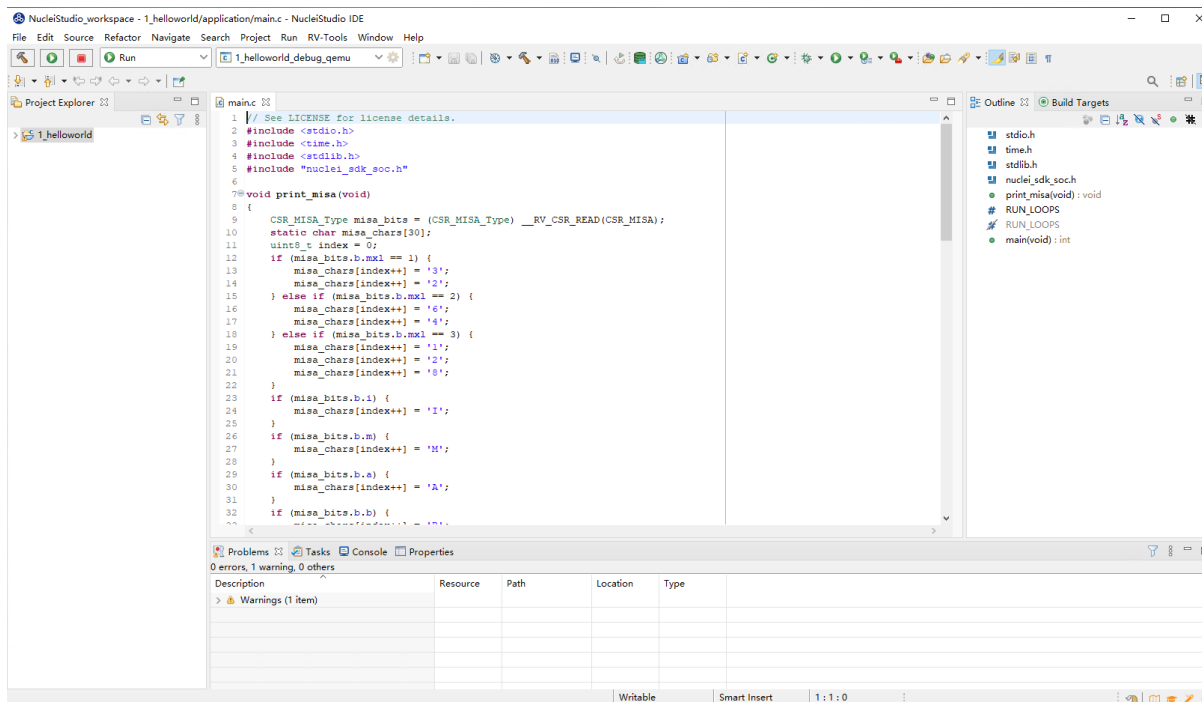 NucleiStudio_workspace - 1_helloworld/application/main.c - NucleiStudio IDE
File Edit Source Refactor Navigate Search Project Run RV-Tools Window Help
Run
1_helloworld_debug_qemu
Project Explorer
1_helloworld
main.c
1 // See LICENSE for license details.
2 #include <stdio.h>
3 #include <time.h>
4 #include <stdlib.h>
5 #include "nuclei_sdk_soc.h"
6
7 void print_misa(void)
8 {
9 CSR_MISA_Type misa_bits = (CSR_MISA_Type) __RV_CSR_READ(CSR_MISA);
10 static char misa_chars[30];
11 uint8_t index = 0;
12 if (misa_bits.b.mxl == 1) {
13 misa_chars[index++] = '3';
14 misa_chars[index++] = '2';
15 } else if (misa_bits.b.mxl == 2) {
16 misa_chars[index++] = '6';
17 misa_chars[index++] = '4';
18 } else if (misa_bits.b.mxl == 3) {
19 misa_chars[index++] = '1';
20 misa_chars[index++] = '2';
21 misa_chars[index++] = '8';
22 }
23 if (misa_bits.b.i) {
24 misa_chars[index++] = 'I';
25 }
26 if (misa_bits.b.m) {
27 misa_chars[index++] = 'M';
28 }
29 if (misa_bits.b.a) {
30 misa_chars[index++] = 'A';
31 }
32 if (misa_bits.b.b) {
Outline Build Targets
stdio.h
time.h
stdlib.h
nuclei_sdk_soc.h
print_misa(void) : void
RUN_LOOPS
RUN_LOOPS
main(void) : int
Problems Tasks Console Properties
0 errors, 1 warning, 0 others
Description Resource Path Location Type
Warnings (1 item)
Writable Smart Insert 1 : 1 : 0